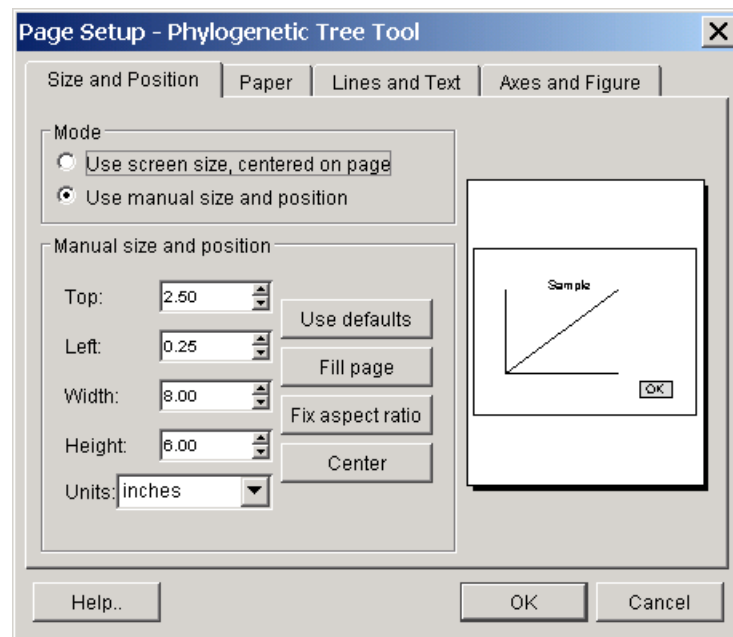 Page Setup - Phylogenetic Tree Tool
Size and Position
Paper
Lines and Text
Axes and Figure
Mode
Use screen size, centered on page
Use manual size and position
Manual size and position
Top:
2.50
Left:
0.25
Width:
8.00
Height:
6.00
Units:
inches
Use defaults
Fill page
Fix aspect ratio
Center
Sample
OK
Help..
OK
Cancel